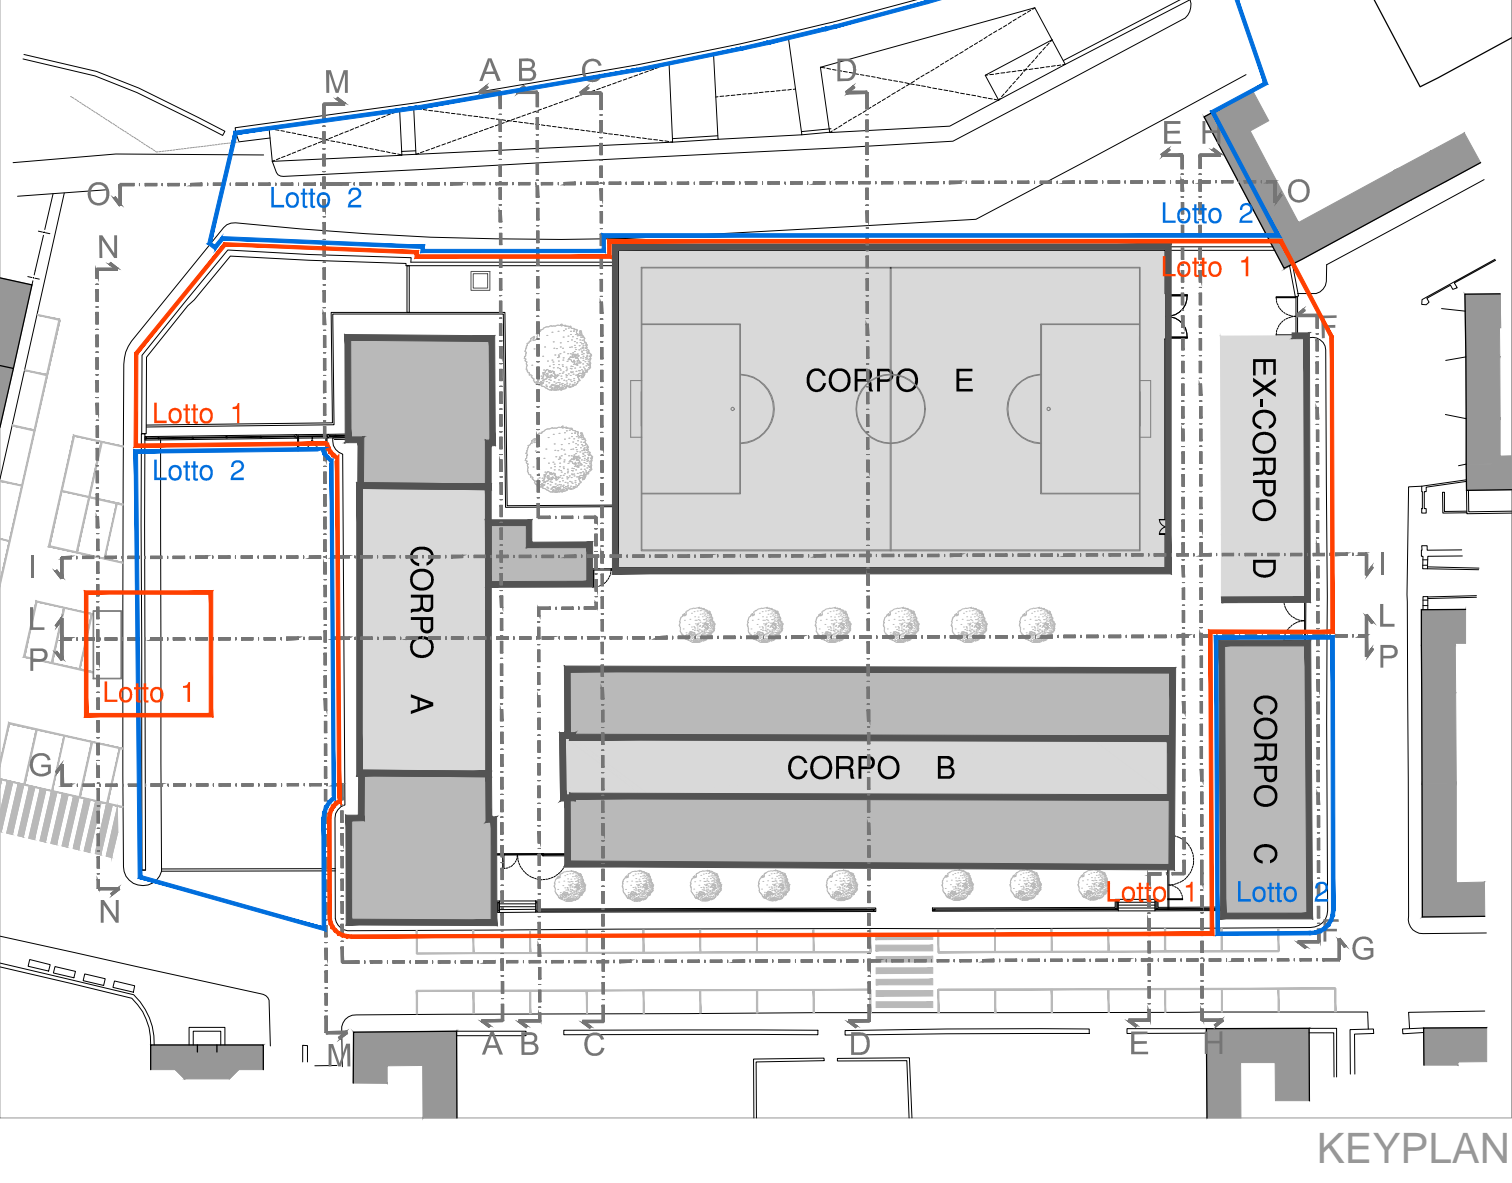 M
A
B
C
D
E
H
O
Lotto 2
Lotto 2
O
N
Lotto 1
F
CORPO E
EX-CORPO D
Lotto 1
Lotto 2
I
I
CORPO A
L
L
P
P
Lotto 1
CORPO B
CORPO C
G
Lotto 1
Lotto 2
N
F
G
M
A
B
C
D
E
H
KEYPLAN